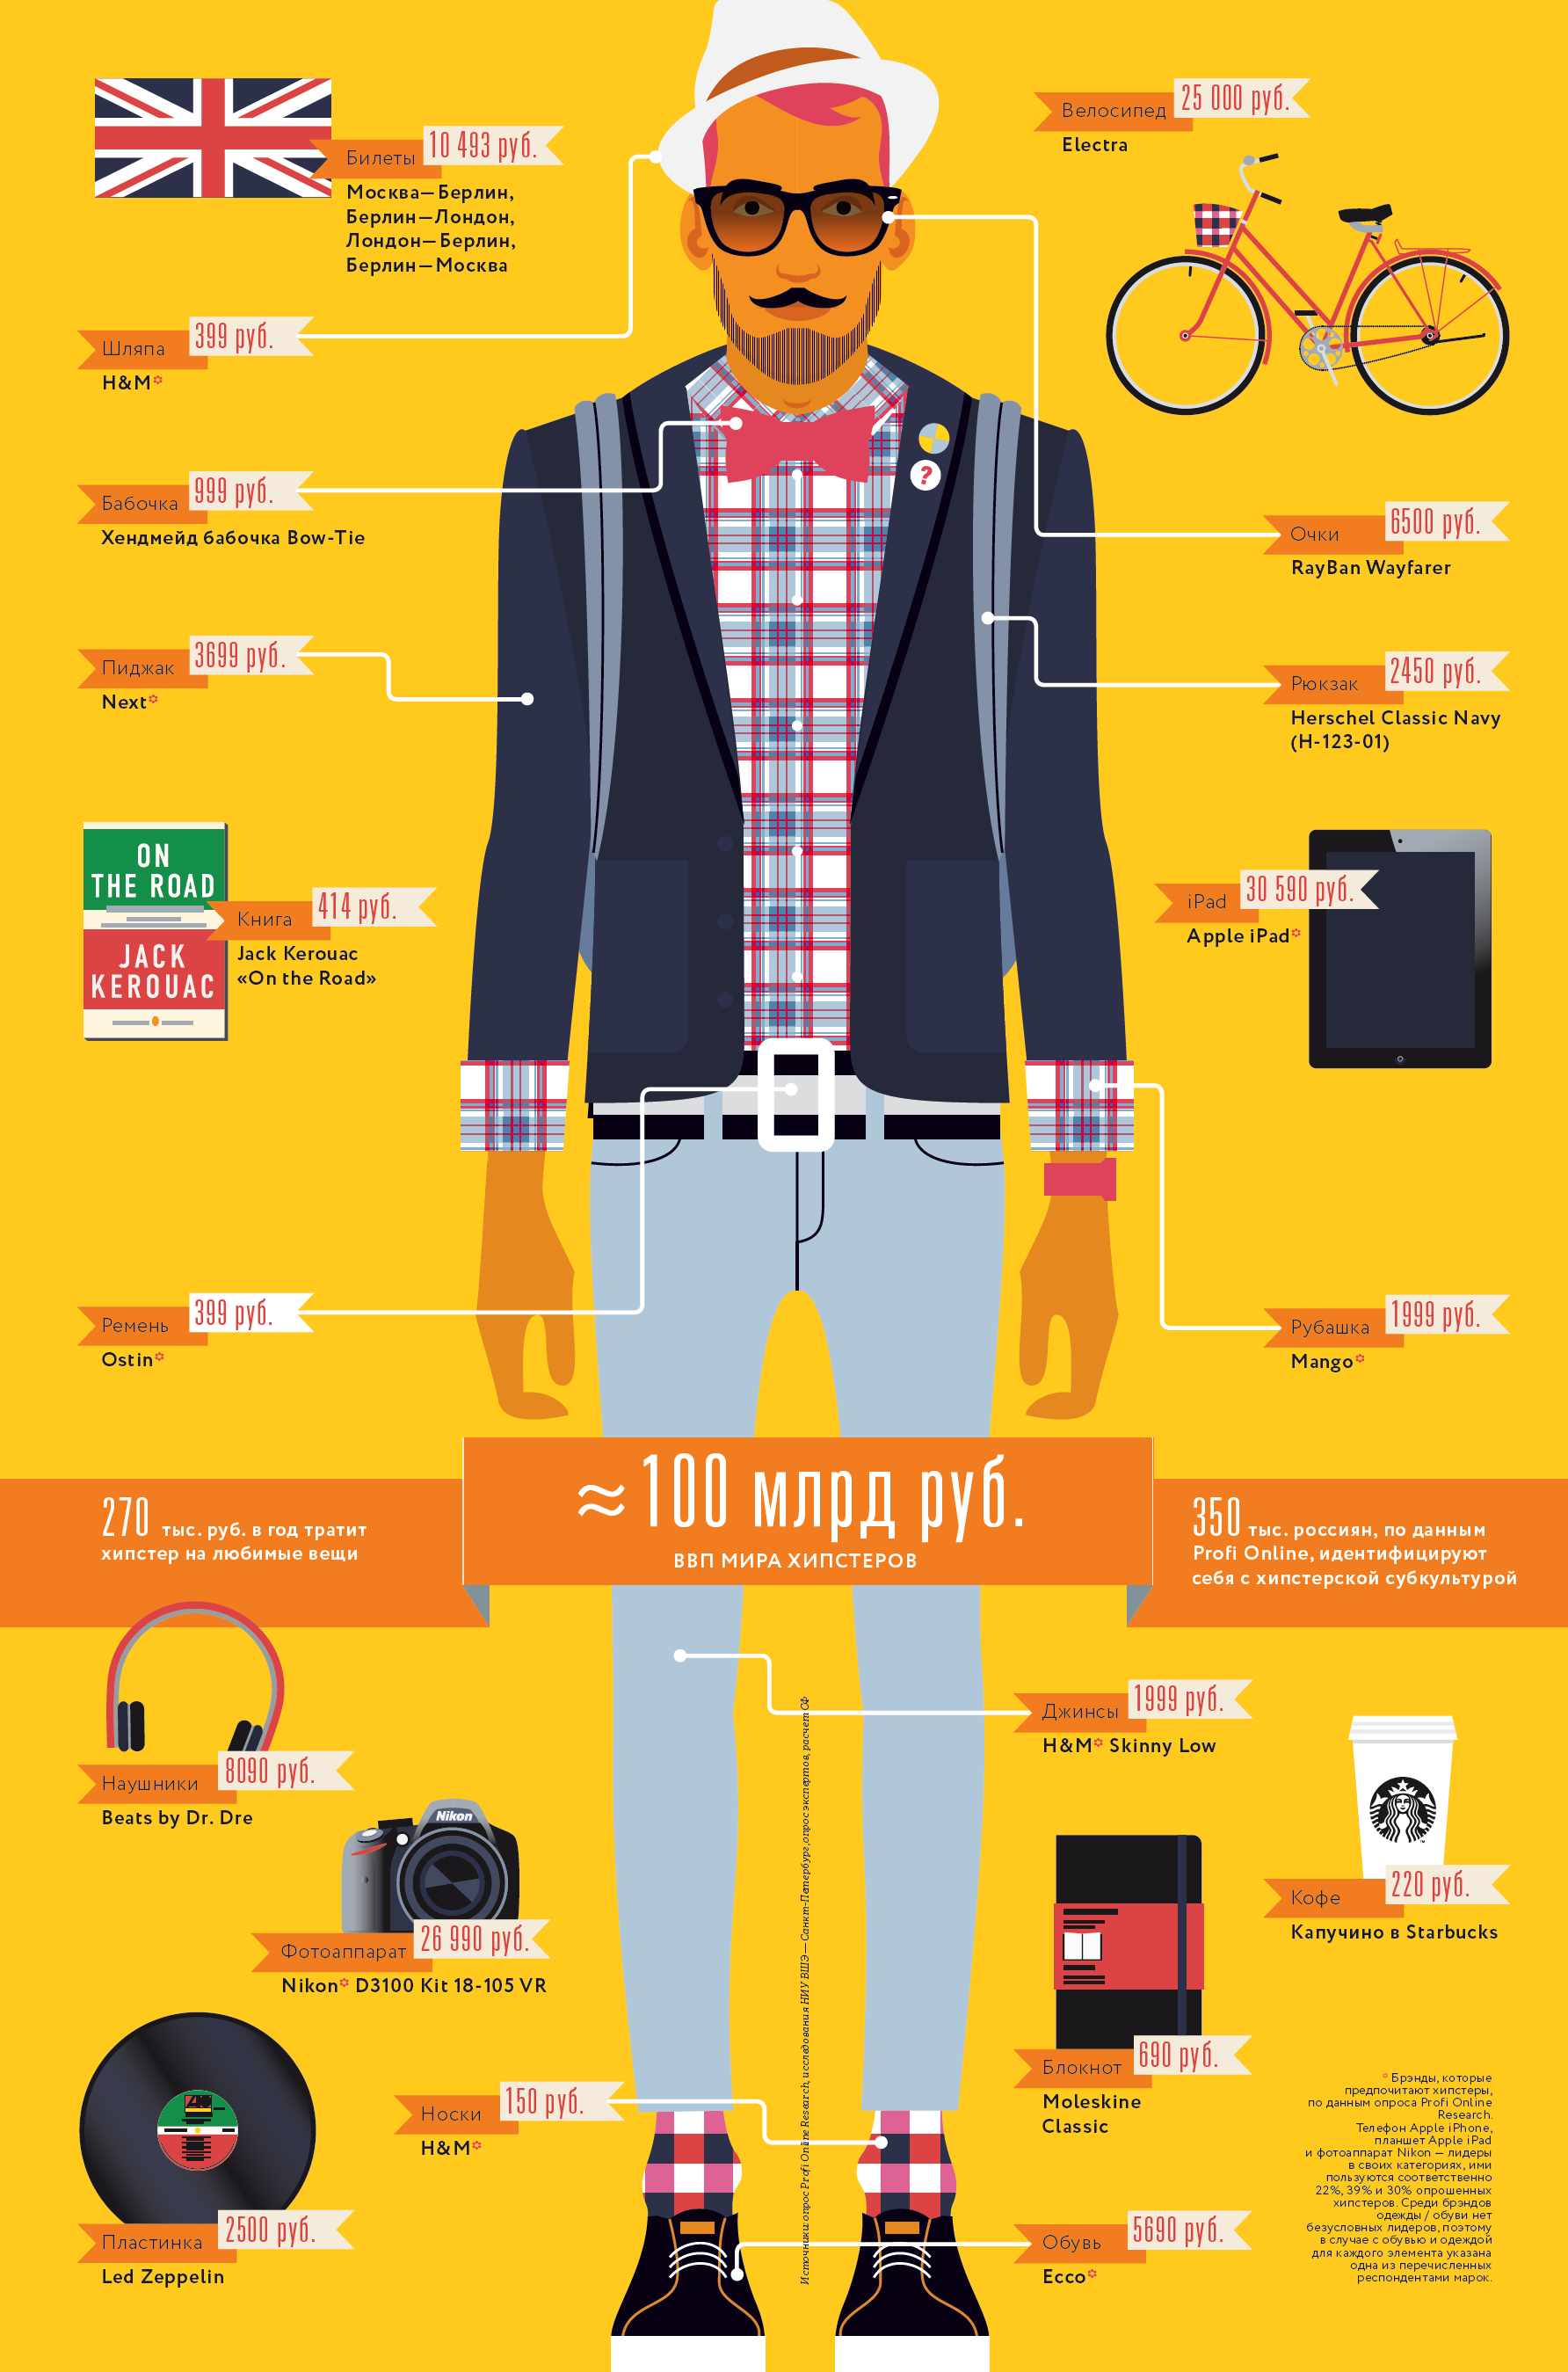 Билеты 10 493 руб.
Москва—Берлин,
Берлин—Лондон,
Лондон—Берлин,
Берлин—Москва
Велосипед 25 000 руб.
Electra
Шляпа 399 руб.
H&M*
Бабочка 999 руб.
Хендмейд бабочка Bow-Tie
?
Очки 6500 руб.
RayBan Wayfarer
Пиджак 3699 руб.
Next*
Рюкзак 2450 руб.
Herschel Classic Navy
(H-123-01)
ON
THE ROAD
JACK
KEROUAC
Книга 414 руб.
Jack Kerouac
«On the Road»
iPad 30 590 руб.
Apple iPad*
Ремень 399 руб.
Ostin*
Рубашка 1999 руб.
Mango*
≈100 млрд руб.
ВВП МИРА ХИПСТЕРОВ
270 тыс. руб. в год тратит
хипстер на любимые вещи
350 тыс. россиян, по данным
Profi Online, идентифицируют
себя с хипстерской субкультурой
Наушники 8090 руб.
Beats by Dr. Dre
Джинсы 1999 руб.
H&M* Skinny Low
Nikon
Фотоаппарат 26 990 руб.
Nikon* D3100 Kit 18-105 VR
Кофе 220 руб.
Капучино в Starbucks
Блокнот 690 руб.
Moleskine
Classic
Носки 150 руб.
H&M*
Пластинка 2500 руб.
Led Zeppelin
Обувь 5690 руб.
Ecco*
Источники: опрос Profi Online Research, исследования НИУ ВШЭ — Санкт-Петербург, опрос экспертов, расчет СФ
* Брэнды, которые
предпочитают хипстеры,
по данным опроса Profi Online
Research.
Телефон Apple iPhone,
планшет Apple iPad
и фотоаппарат Nikon — лидеры
в своих категориях, ими
пользуются соответственно
22%, 39% и 30% опрошенных
хипстеров. Среди брэндов
одежды / обуви нет
безусловных лидеров, поэтому
в случае с обувью и одеждой
для каждого элемента указана
одна из перечисленных
респондентами марок.